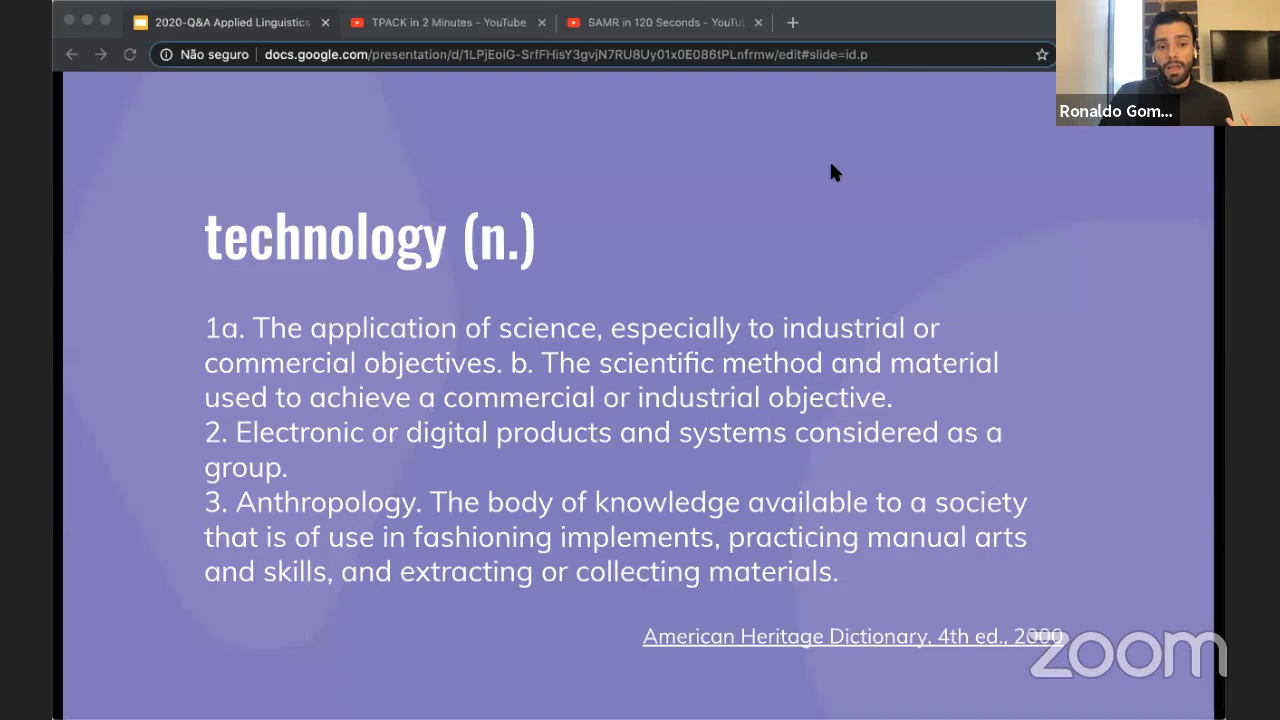 2020-Q&A Applied Linguistics
TPACK in 2 Minutes - YouTube
SAMR in 120 Seconds - YouTu
Não seguro
docs.google.com/presentation/d/1LPjEoiG-SrfFHisY3gvjN7RU8Uy01x0E086tPLnfrmw/edit#slide=id.p
Ronaldo Gom...
technology (n.)
1a. The application of science, especially to industrial or
commercial objectives. b. The scientific method and material
used to achieve a commercial or industrial objective.
2. Electronic or digital products and systems considered as a
group.
3. Anthropology. The body of knowledge available to a society
that is of use in fashioning implements, practicing manual arts
and skills, and extracting or collecting materials.
American Heritage Dictionary, 4th ed., 2000
zoom